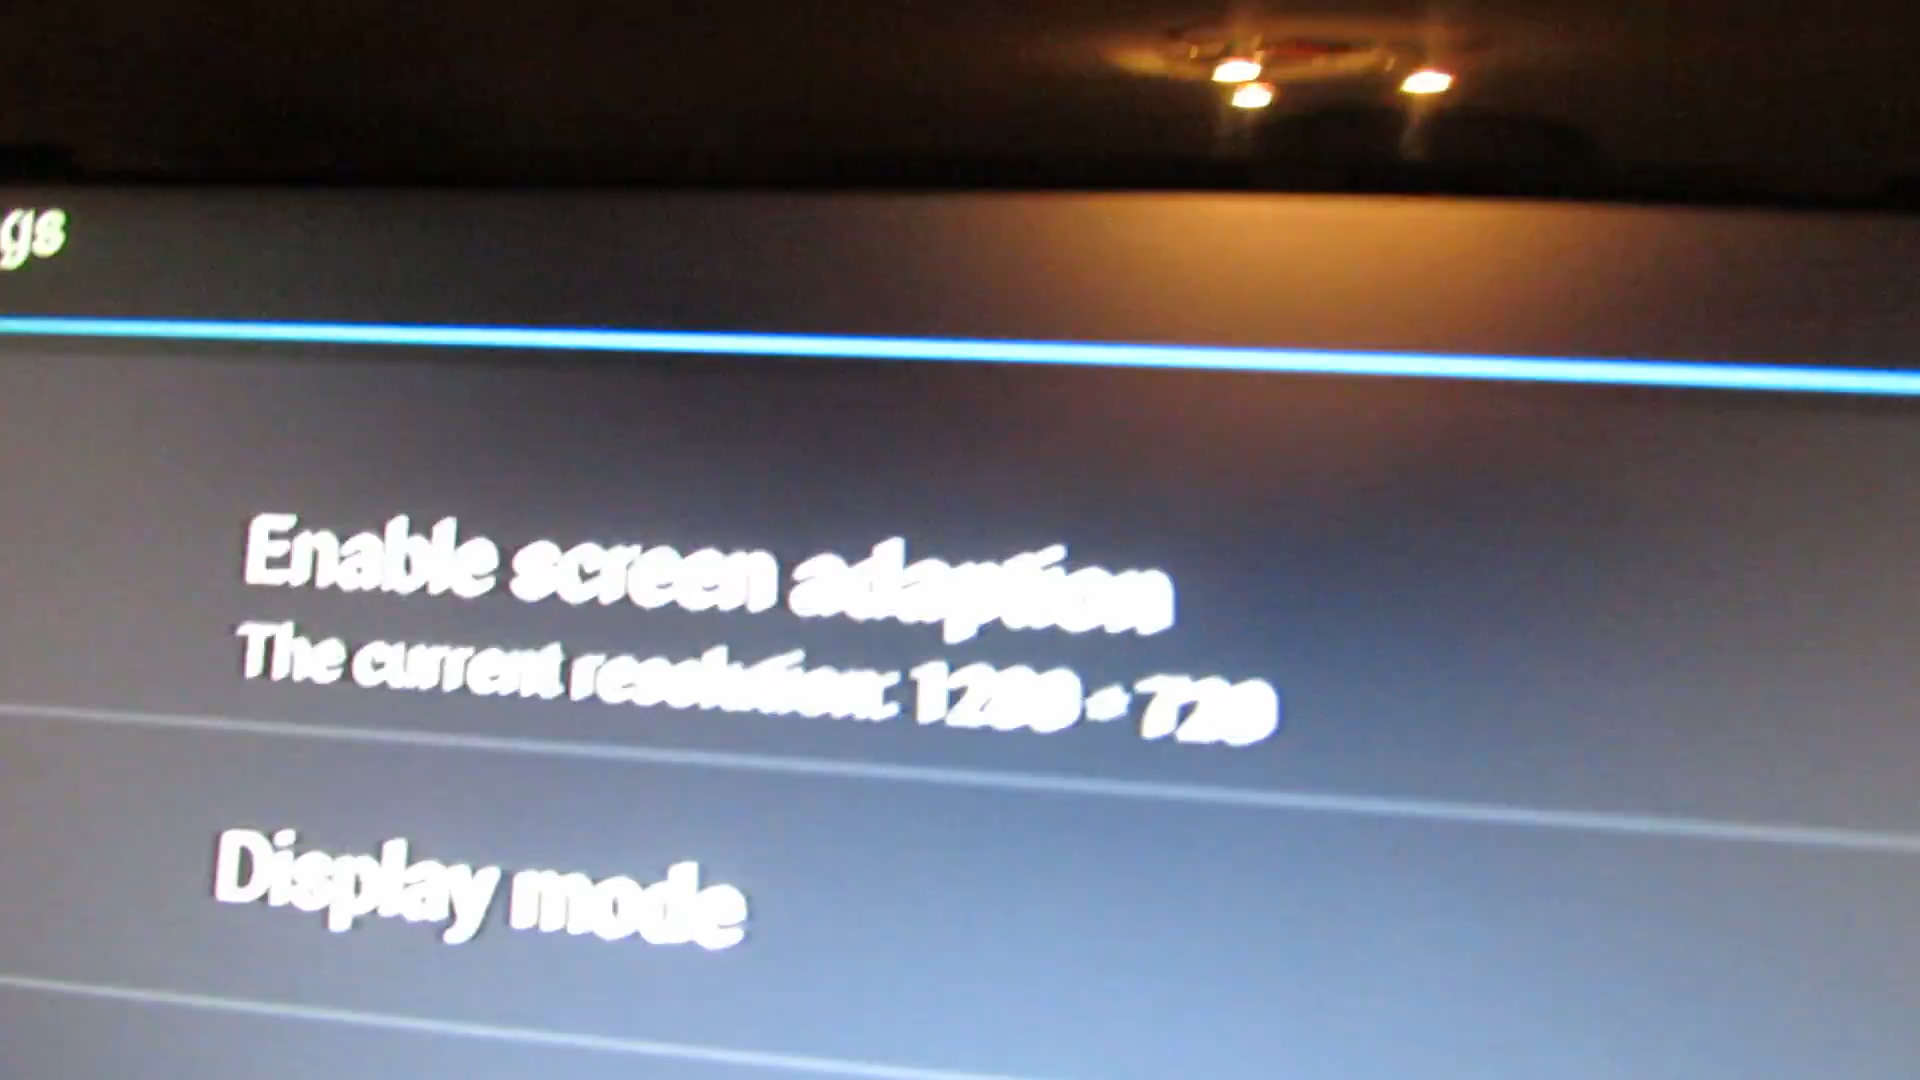 gs
Enable screen adaption
The current resolution: 1280 * 720
Display mode